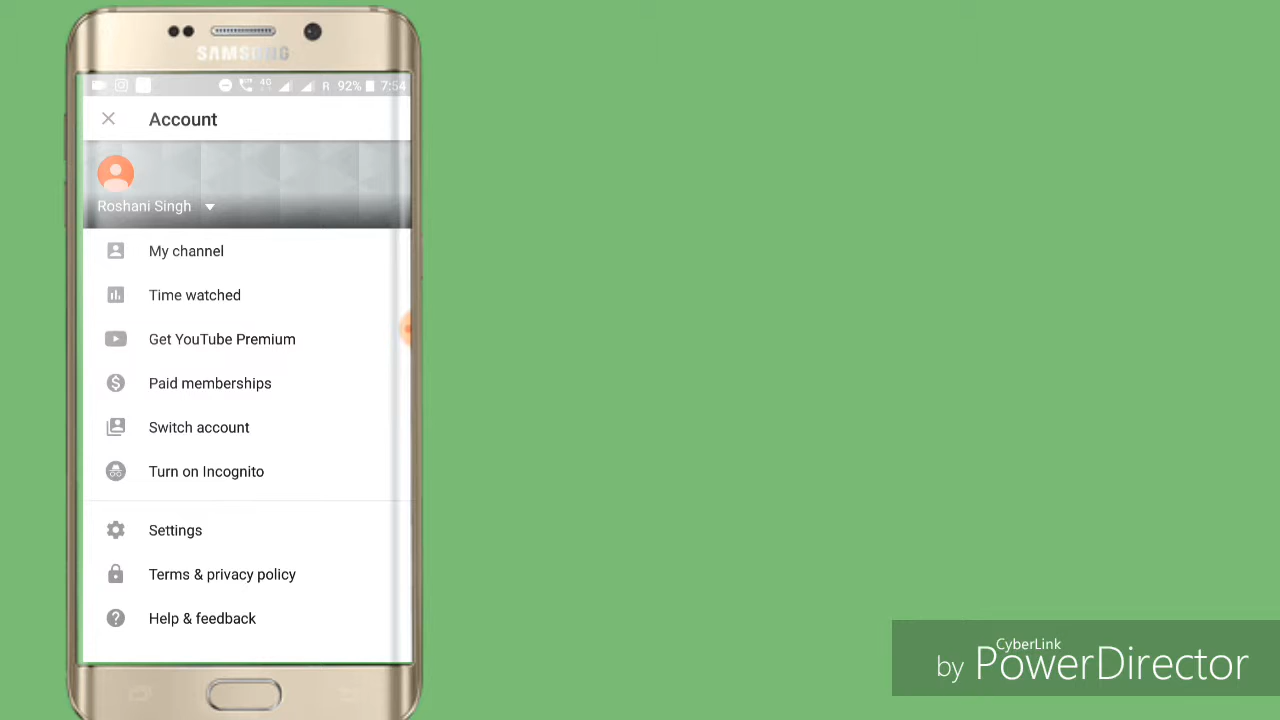 SAMSUNG
4G R 92% 7:54
Account
Roshani Singh
My channel
Time watched
Get YouTube Premium
Paid memberships
Switch account
Turn on Incognito
Settings
Terms & privacy policy
Help & feedback
CyberLink
by PowerDirector